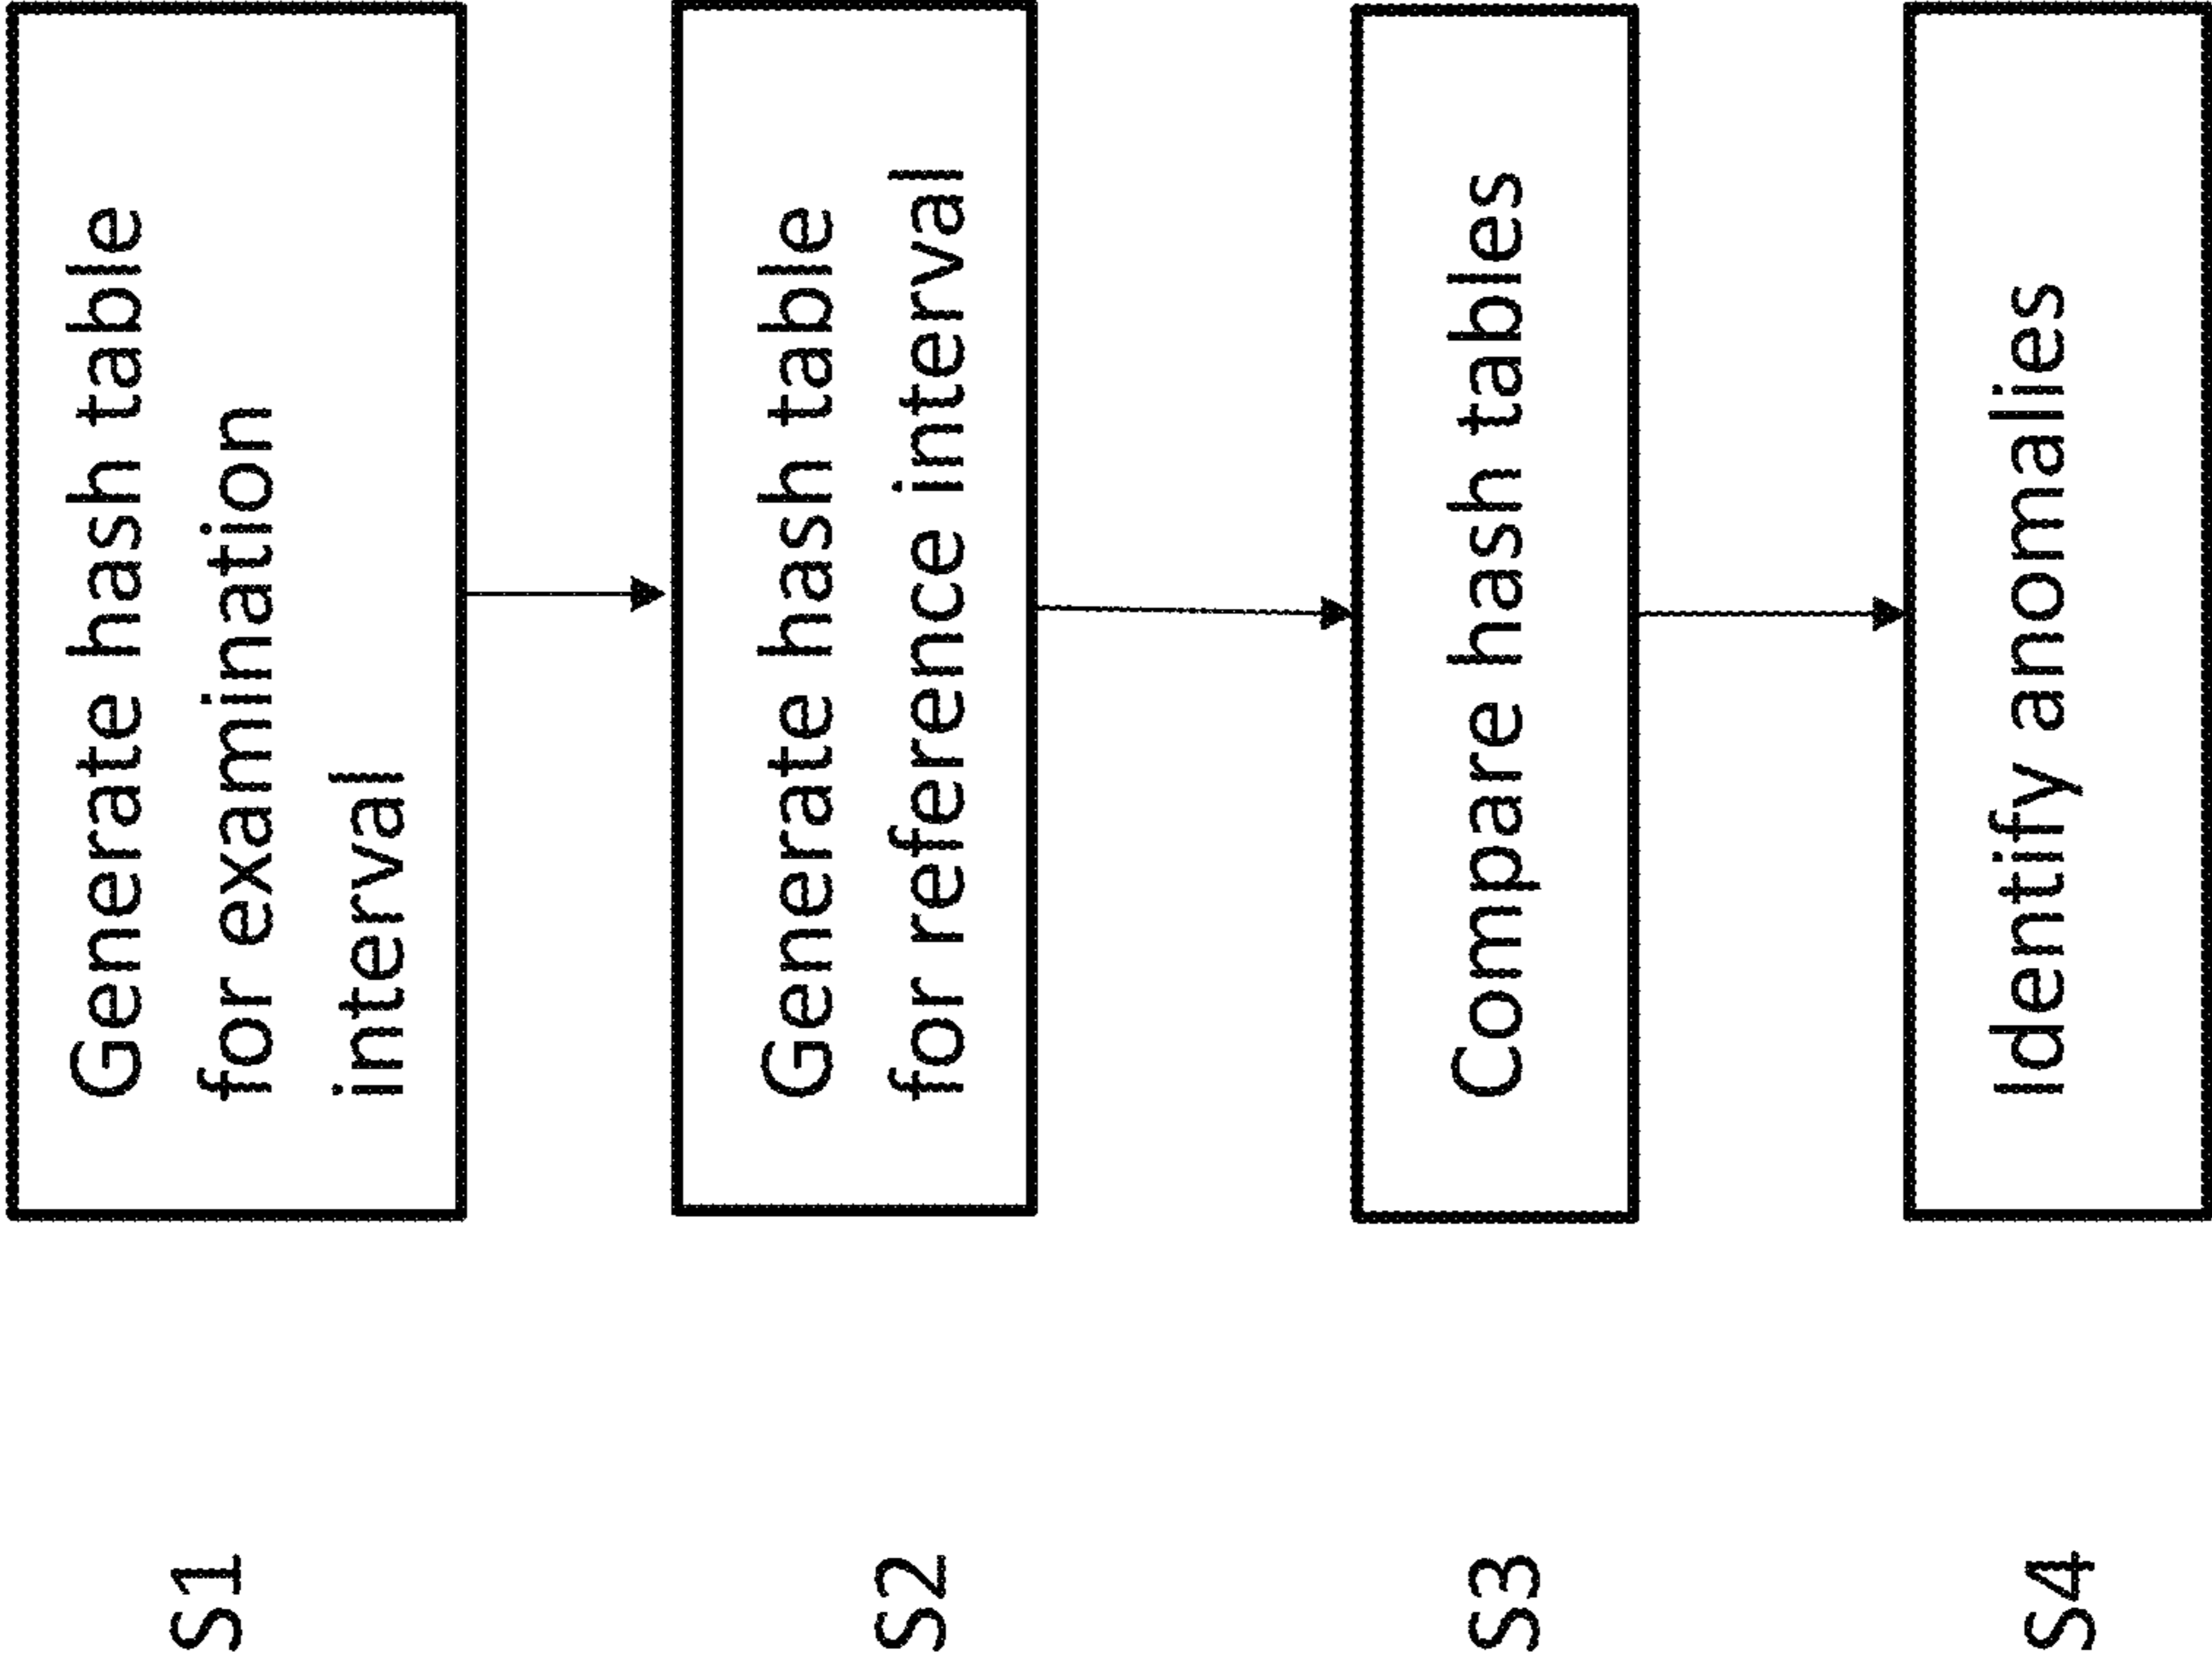 S1
Generate hash table
for examination
interval
S2
Generate hash table
for reference interval
S3
Compare hash tables
S4
Identify anomalies